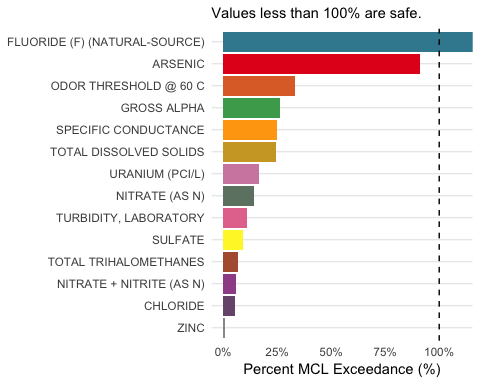 Values less than 100% are safe.
FLUORIDE (F) (NATURAL-SOURCE)
ARSENIC
ODOR THRESHOLD @ 60 C
GROSS ALPHA
SPECIFIC CONDUCTANCE
TOTAL DISSOLVED SOLIDS
URANIUM (PCI/L)
NITRATE (AS N)
TURBIDITY, LABORATORY
SULFATE
TOTAL TRIHALOMETHANES
NITRATE + NITRITE (AS N)
CHLORIDE
ZINC
0% 25% 50% 75% 100%
Percent MCL Exceedance (%)